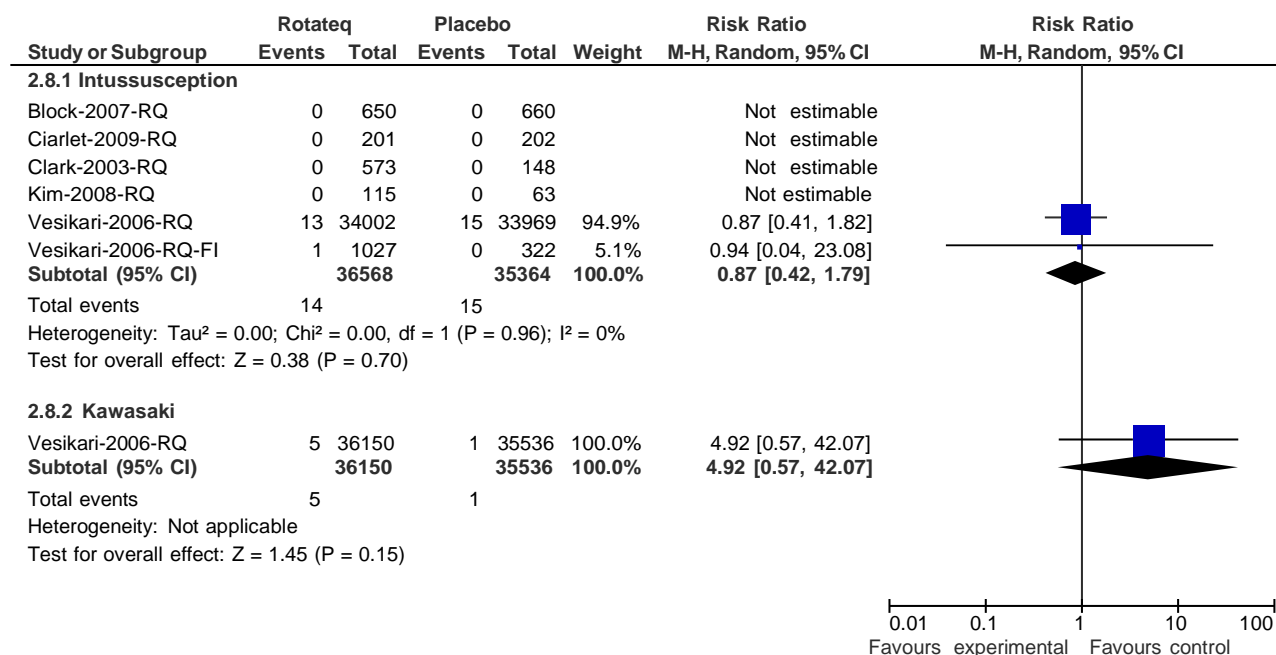 Rotateq Placebo Risk Ratio Risk Ratio
Study or Subgroup Events Total Events Total Weight M-H, Random, 95% CI M-H, Random, 95% CI
2.8.1 Intussusception
Block-2007-RQ 0 650 0 660 Not estimable
Ciarlet-2009-RQ 0 201 0 202 Not estimable
Clark-2003-RQ 0 573 0 148 Not estimable
Kim-2008-RQ 0 115 0 63 Not estimable
Vesikari-2006-RQ 13 34002 15 33969 94.9% 0.87 [0.41, 1.82]
Vesikari-2006-RQ-FI 1 1027 0 322 5.1% 0.94 [0.04, 23.08]
Subtotal (95% CI) 36568 35364 100.0% 0.87 [0.42, 1.79]
Total events 14 15
Heterogeneity: Tau² = 0.00; Chi² = 0.00, df = 1 (P = 0.96); I² = 0%
Test for overall effect: Z = 0.38 (P = 0.70)
2.8.2 Kawasaki
Vesikari-2006-RQ 5 36150 1 35536 100.0% 4.92 [0.57, 42.07]
Subtotal (95% CI) 36150 35536 100.0% 4.92 [0.57, 42.07]
Total events 5 1
Heterogeneity: Not applicable
Test for overall effect: Z = 1.45 (P = 0.15)
0.01 0.1 1 10 100
Favours experimental Favours control